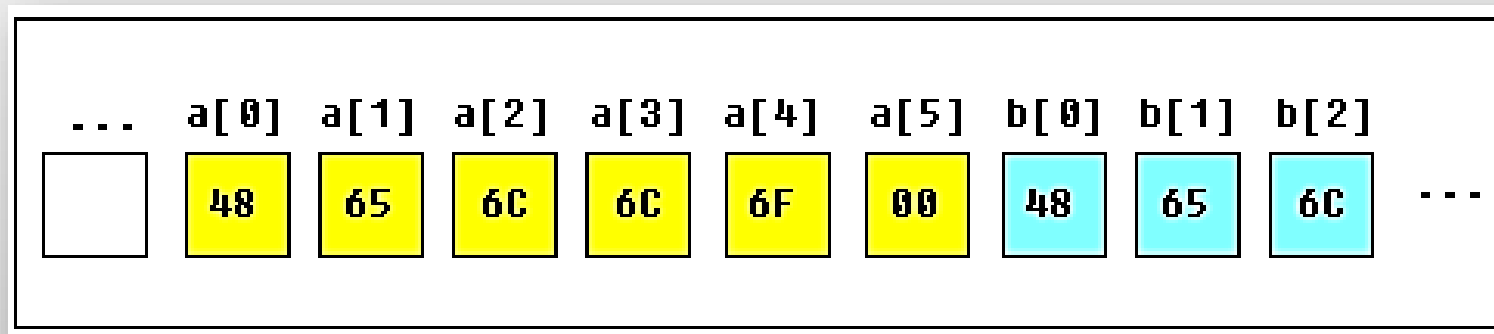 ... a[0] a[1] a[2] a[3] a[4] a[5] b[0] b[1] b[2]
48 65 6C 6C 6F 00 48 65 6C ...